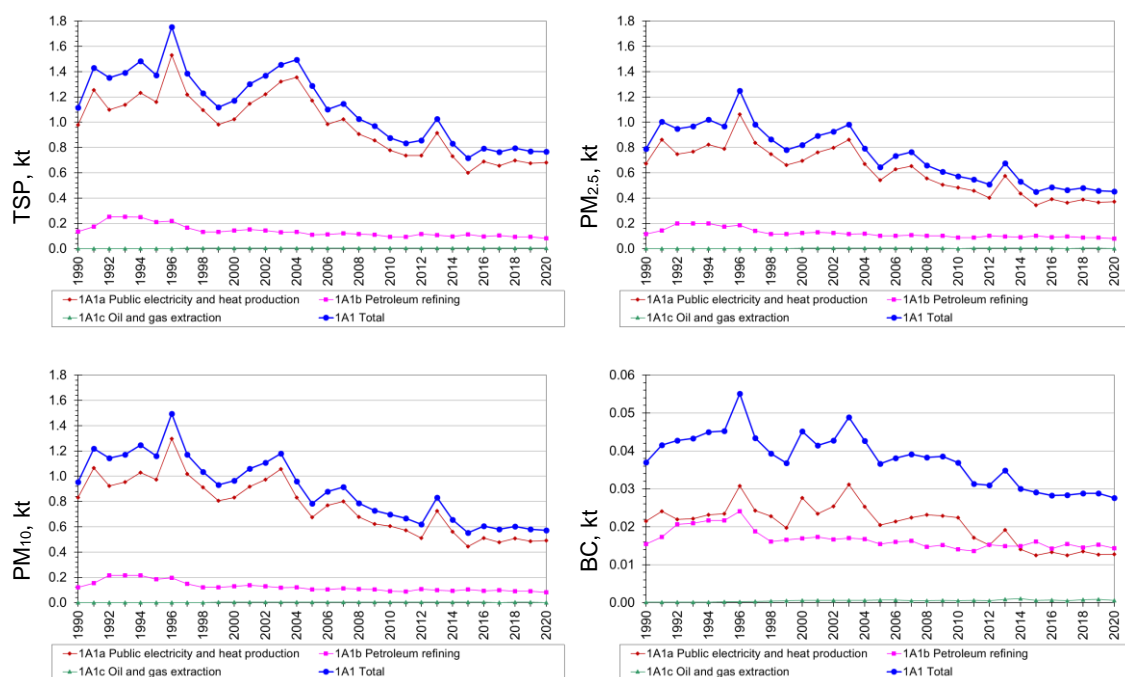 TSP, kt
1.8
1.6
1.4
1.2
1.0
0.8
0.6
0.4
0.2
0.0
1990 1992 1994 1996 1998 2000 2002 2004 2006 2008 2010 2012 2014 2016 2018 2020
1A1a Public electricity and heat production 1A1b Petroleum refining
1A1c Oil and gas extraction 1A1 Total
PM2.5, kt
1.8
1.6
1.4
1.2
1.0
0.8
0.6
0.4
0.2
0.0
1990 1992 1994 1996 1998 2000 2002 2004 2006 2008 2010 2012 2014 2016 2018 2020
1A1a Public electricity and heat production 1A1b Petroleum refining
1A1c Oil and gas extraction 1A1 Total
PM10, kt
1.8
1.6
1.4
1.2
1.0
0.8
0.6
0.4
0.2
0.0
1990 1992 1994 1996 1998 2000 2002 2004 2006 2008 2010 2012 2014 2016 2018 2020
1A1a Public electricity and heat production 1A1b Petroleum refining
1A1c Oil and gas extraction 1A1 Total
BC, kt
0.06
0.05
0.04
0.03
0.02
0.01
0.00
1990 1992 1994 1996 1998 2000 2002 2004 2006 2008 2010 2012 2014 2016 2018 2020
1A1a Public electricity and heat production 1A1b Petroleum refining
1A1c Oil and gas extraction 1A1 Total